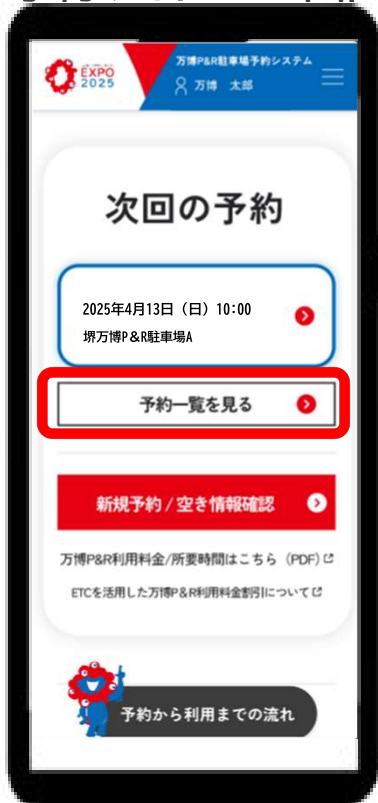 EXPO
2025
万博P&R駐車場予約システム
万博 太郎
次回の予約
2025年4月13日（日）10:00
堺万博P&R駐車場A
予約一覧を見る
新規予約 / 空き情報確認
万博P&R利用料金/所要時間はこちら（PDF）
ETCを活用した万博P&R利用料金割引について
予約から利用までの流れ